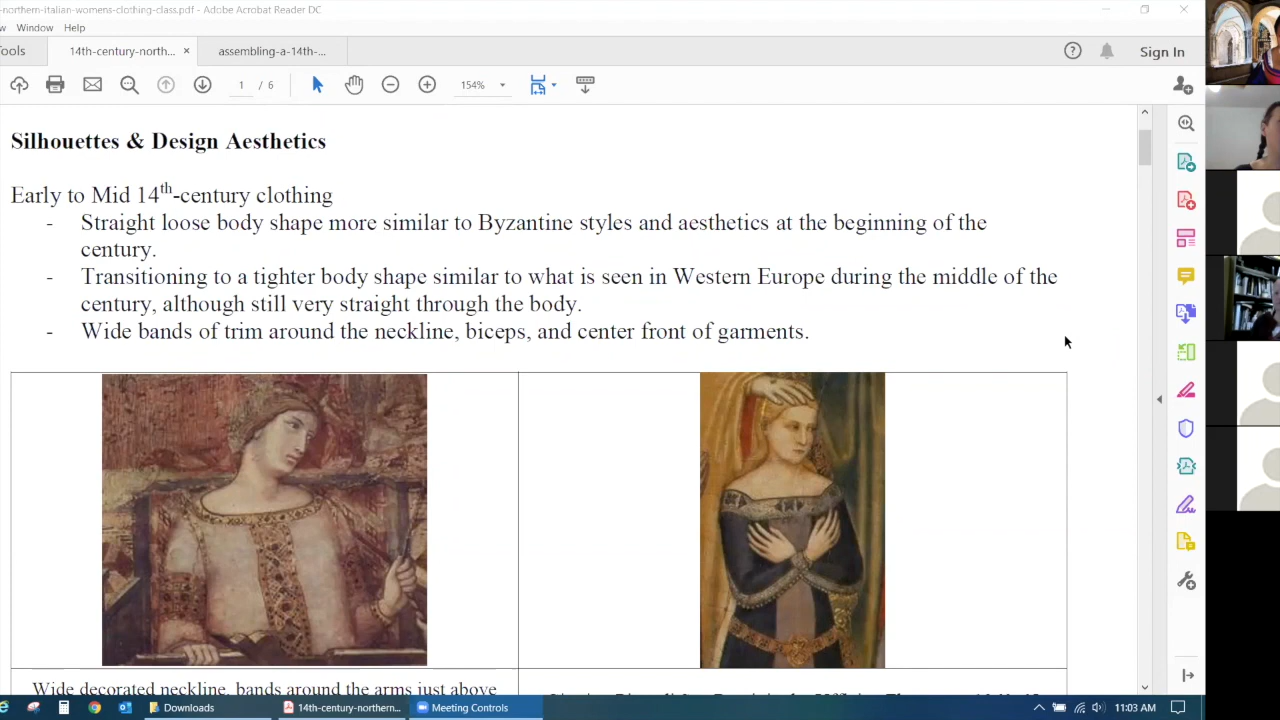 -northern-italian-womens-clothing-class.pdf - Adobe Acrobat Reader DC
w Window Help
Tools 14th-century-north... × assembling-a-14th-...
Sign In
1 / 6 154%
Silhouettes & Design Aesthetics
Early to Mid 14th-century clothing
- Straight loose body shape more similar to Byzantine styles and aesthetics at the beginning of the
century.
- Transitioning to a tighter body shape similar to what is seen in Western Europe during the middle of the
century, although still very straight through the body.
- Wide bands of trim around the neckline, biceps, and center front of garments.
Wide decorated neckline, bands around the arms just above
Downloads 14th-century-northern... Meeting Controls 11:03 AM